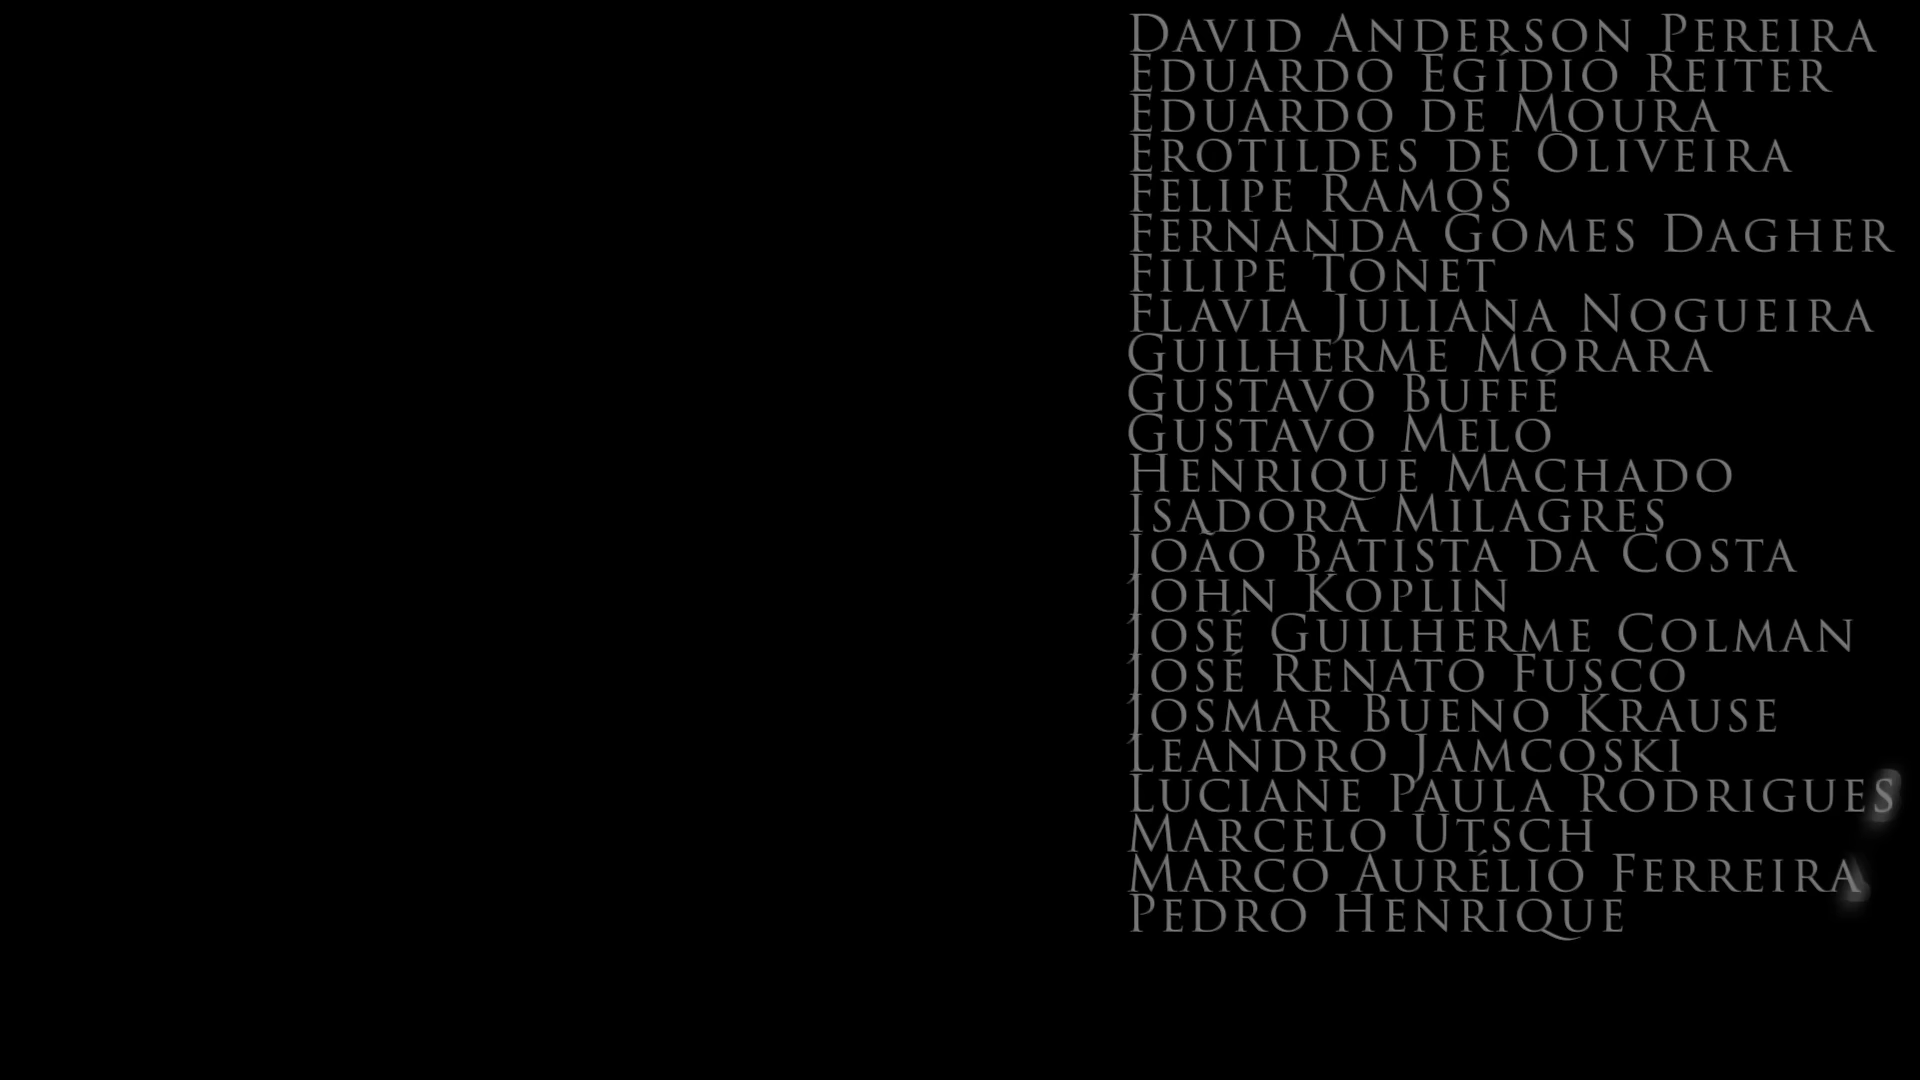 David Anderson Pereira
Eduardo Egídio Reiter
Eduardo de Moura
Erotildes de Oliveira
Felipe Ramos
Fernanda Gomes Dagher
Filipe Tonet
Flavia Juliana Nogueira
Guilherme Morara
Gustavo Buffé
Gustavo Melo
Henrique Machado
Isadora Milagres
João Batista da Costa
John Koplin
José Guilherme Colman
José Renato Fusco
Josmar Bueno Krause
Leandro Jamcoski
Luciane Paula Rodrigues
Marcelo Utsch
Marco Aurélio Ferreira
Pedro Henrique